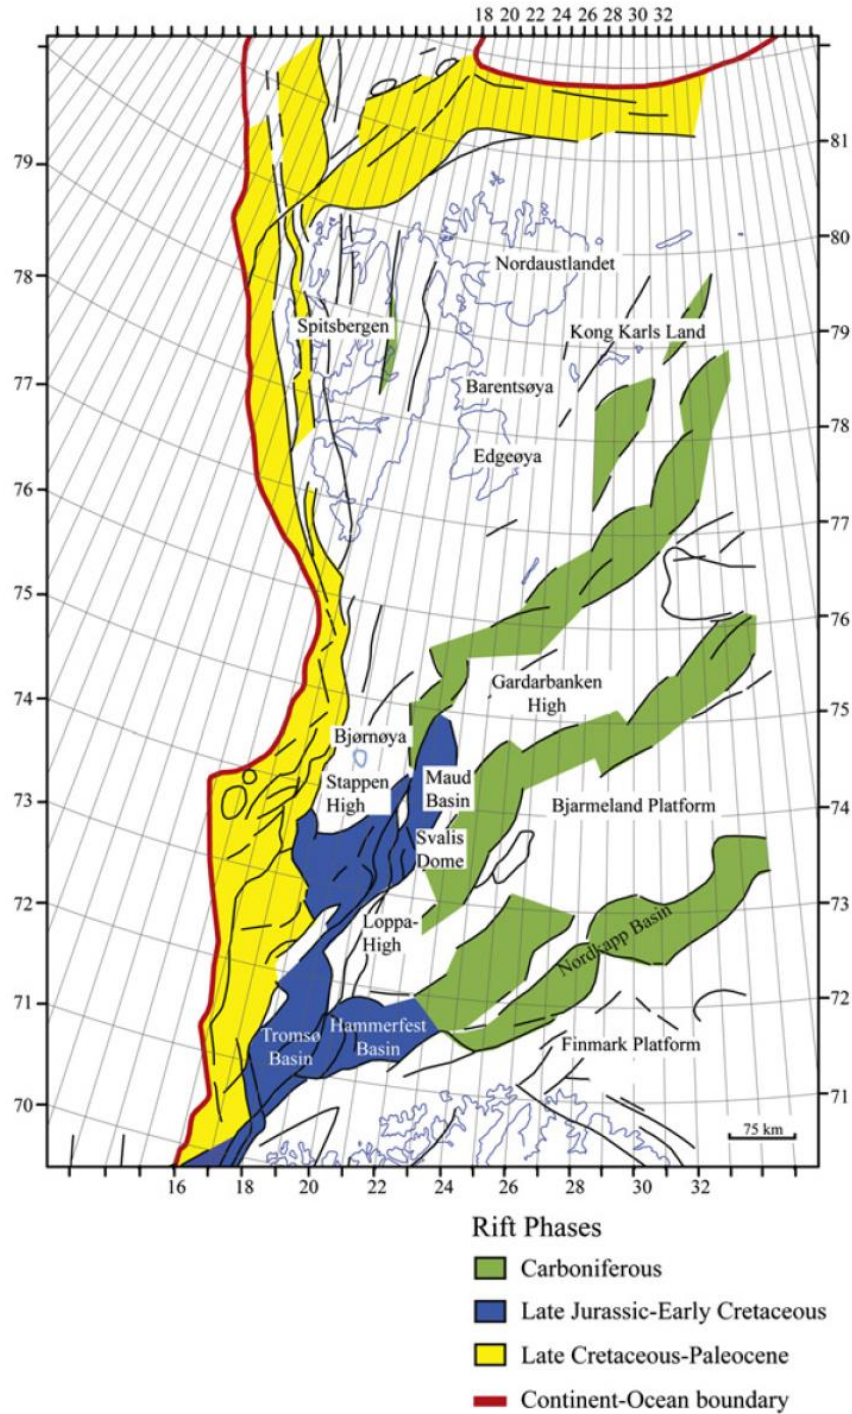 18 20 22 24 26 28 30 32
79
78
77
76
75
74
73
72
71
70
81
80
79
78
77
76
75
74
73
72
71
Nordaustlandet
Spitsbergen
Kong Karls Land
Barentsøya
Edgeøya
Gardarbanken
High
Bjørnøya
Stappen
High
Maud
Basin
Bjarmeland Platform
Svalis
Dome
Loppa-
High
Nordkapp Basin
Tromsø
Basin
Hammerfest
Basin
Finmark Platform
75 km
16 18 20 22 24 26 28 30 32
Rift Phases
Carboniferous
Late Jurassic-Early Cretaceous
Late Cretaceous-Paleocene
Continent-Ocean boundary